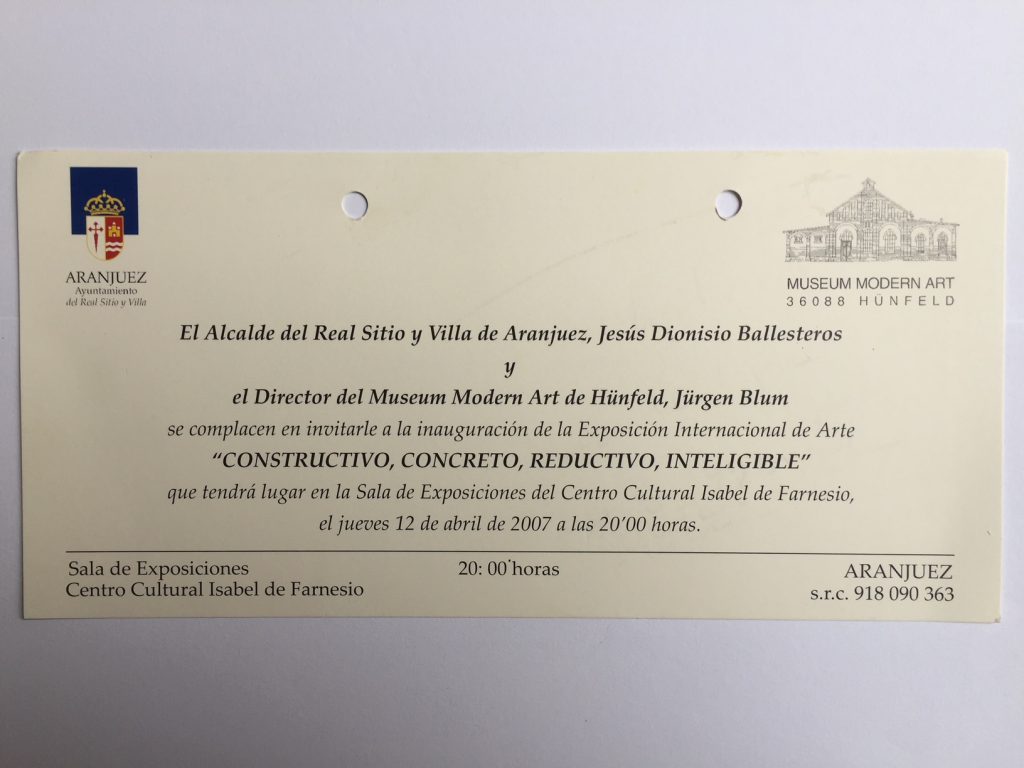 ARANJUEZ
Ayuntamiento
del Real Sitio y Villa
MUSEUM MODERN ART
36088 HÜNFELD
El Alcalde del Real Sitio y Villa de Aranjuez, Jesús Dionisio Ballesteros
y
el Director del Museum Modern Art de Hünfeld, Jürgen Blum
se complacen en invitarle a la inauguración de la Exposición Internacional de Arte
“CONSTRUCTIVO, CONCRETO, REDUCTIVO, INTELIGIBLE”
que tendrá lugar en la Sala de Exposiciones del Centro Cultural Isabel de Farnesio,
el jueves 12 de abril de 2007 a las 20’00 horas.
Sala de Exposiciones
Centro Cultural Isabel de Farnesio
20: 00'horas
ARANJUEZ
s.r.c. 918 090 363